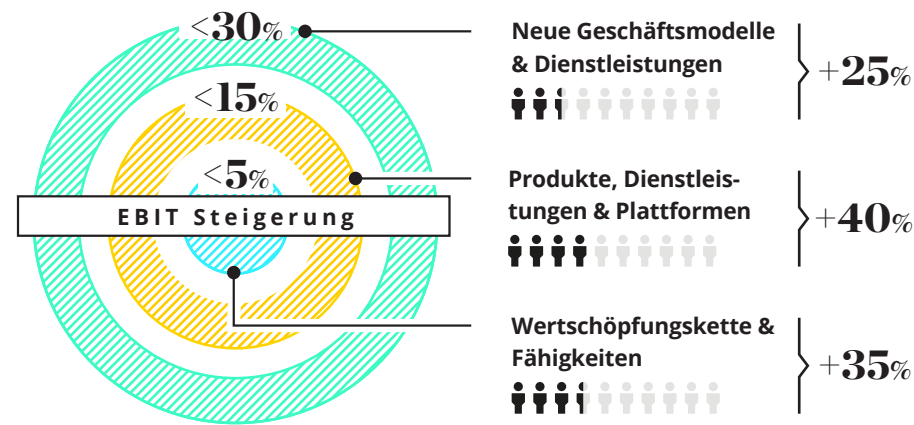 <30%
<15%
<5%
EBIT Steigerung
Neue Geschäftsmodelle
& Dienstleistungen
+25%
Produkte, Dienstleis-
tungen & Plattformen
+40%
Wertschöpfungskette &
Fähigkeiten
+35%